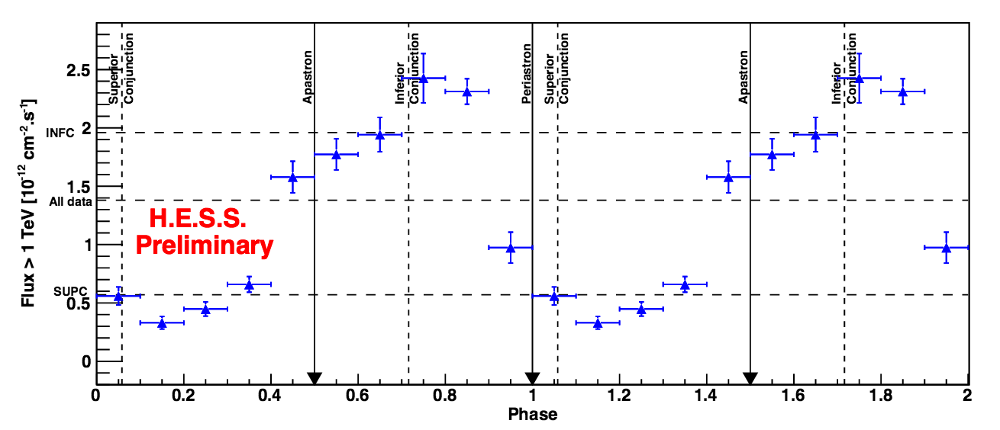 Flux > 1 TeV [10⁻¹² cm⁻².s⁻¹]
2.5
2
INFC
1.5
All data
1
SUPC
0.5
0
Superior
Conjunction
Apastron
Inferior
Conjunction
Periastron
Superior
Conjunction
Apastron
Inferior
Conjunction
H.E.S.S.
Preliminary
0 0.2 0.4 0.6 0.8 1 1.2 1.4 1.6 1.8 2
Phase